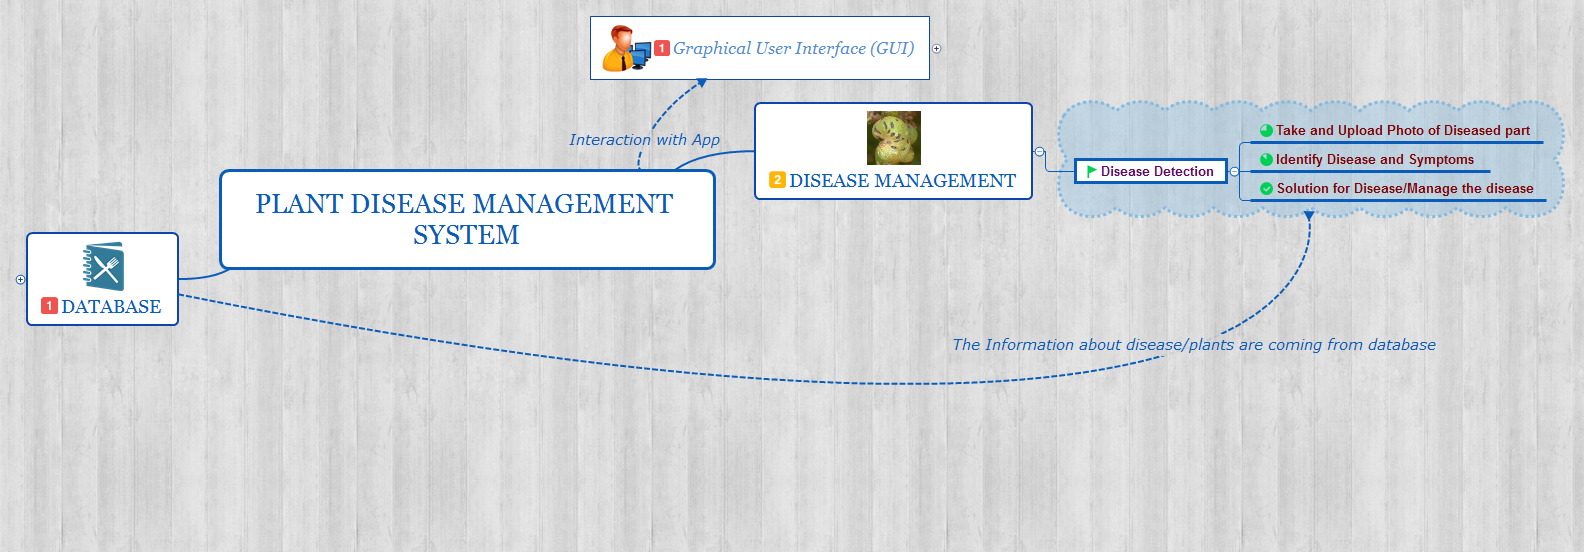 1 Graphical User Interface (GUI)
Interaction with App
2 DISEASE MANAGEMENT
Disease Detection
Take and Upload Photo of Diseased part
Identify Disease and Symptoms
Solution for Disease/Manage the disease
PLANT DISEASE MANAGEMENT
SYSTEM
1 DATABASE
The Information about disease/plants are coming from database